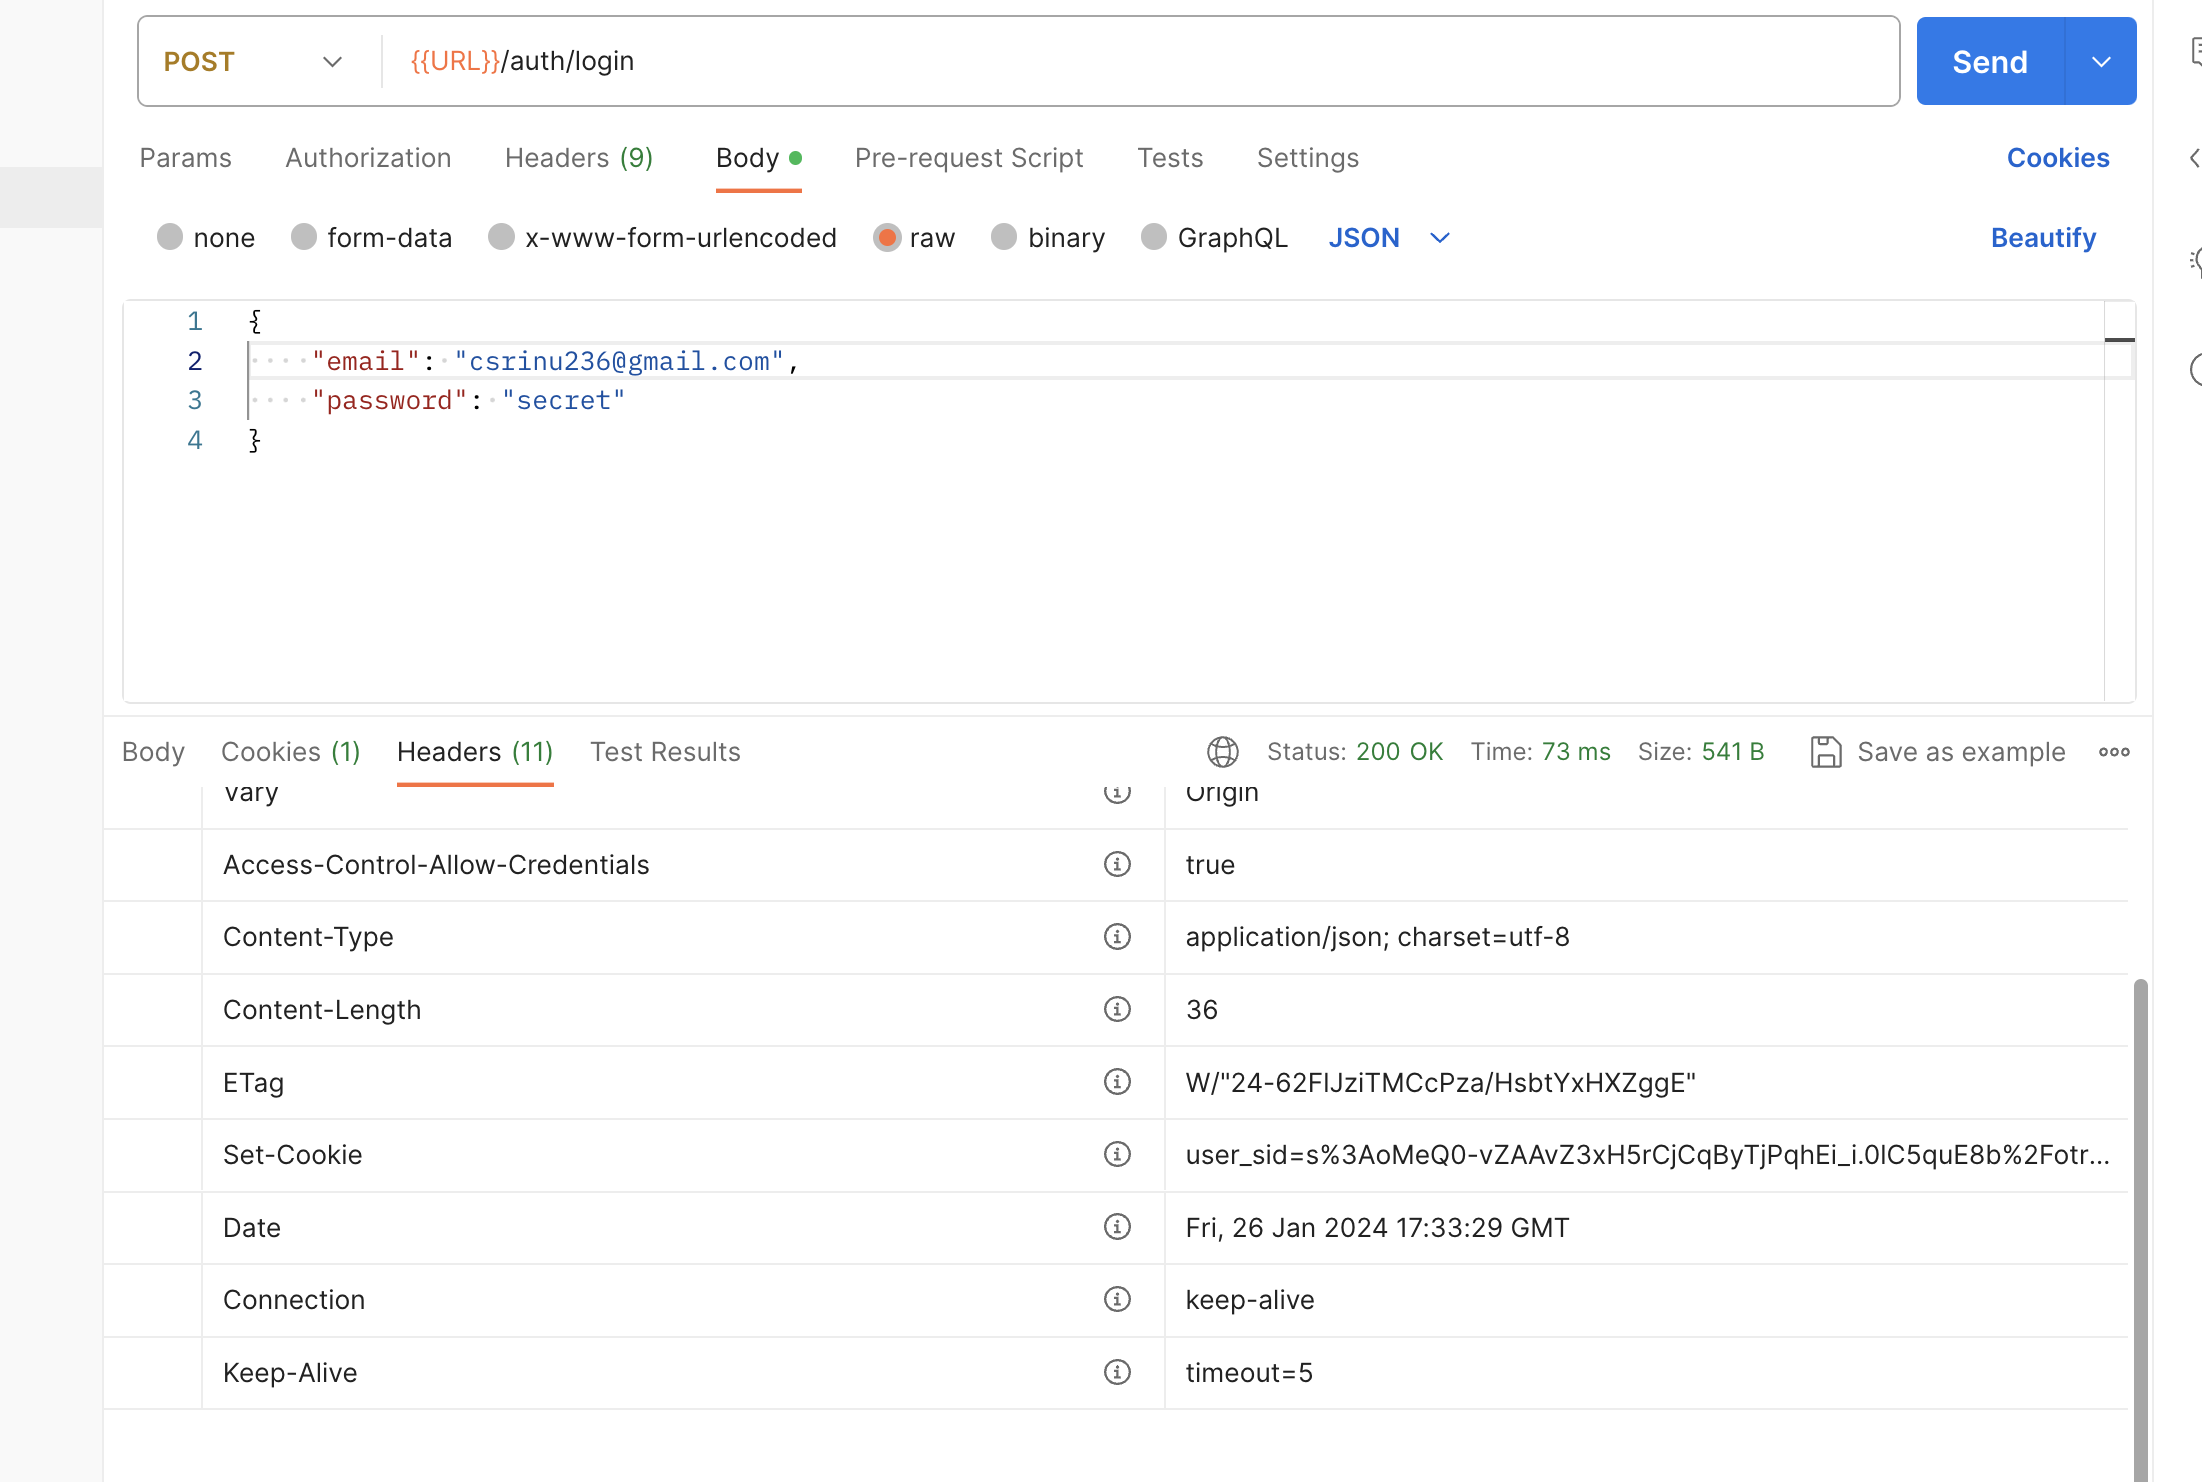 POST {{URL}}/auth/login Send
Params Authorization Headers (9) Body Pre-request Script Tests Settings Cookies
none form-data x-www-form-urlencoded raw binary GraphQL JSON Beautify
1 {
2 "email": "csrinu236@gmail.com",
3 "password": "secret"
4 }
Body Cookies (1) Headers (11) Test Results Status: 200 OK Time: 73 ms Size: 541 B Save as example
Vary Origin
Access-Control-Allow-Credentials true
Content-Type application/json; charset=utf-8
Content-Length 36
ETag W/"24-62FIJziTMCcPza/HsbtYxHXZggE"
Set-Cookie user_sid=s%3AoMeQ0-vZAAvZ3xH5rCjCqByTjPqhEi_i.0lC5quE8b%2Fotr...
Date Fri, 26 Jan 2024 17:33:29 GMT
Connection keep-alive
Keep-Alive timeout=5